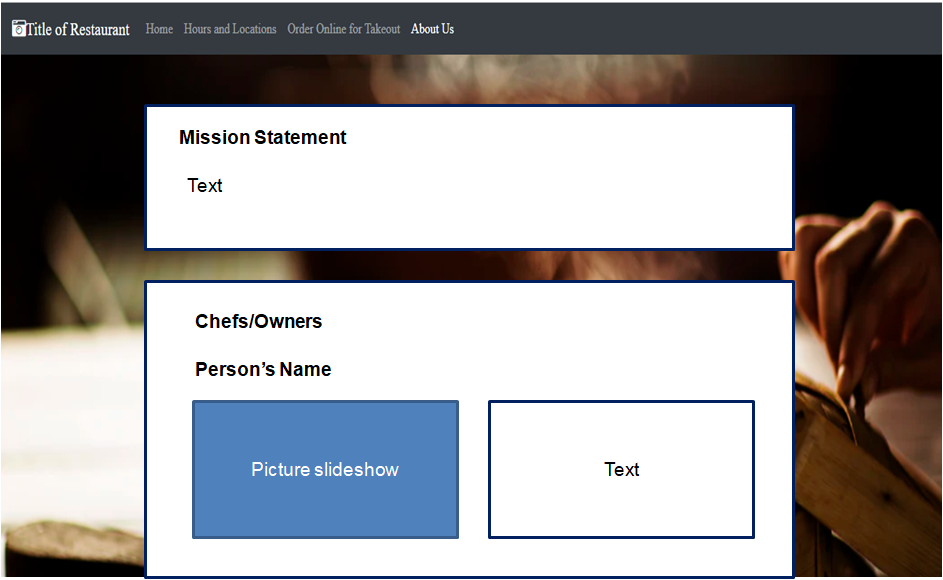 Title of Restaurant Home Hours and Locations Order Online for Takeout About Us
Mission Statement
Text
Chefs/Owners
Person’s Name
Picture slideshow Text